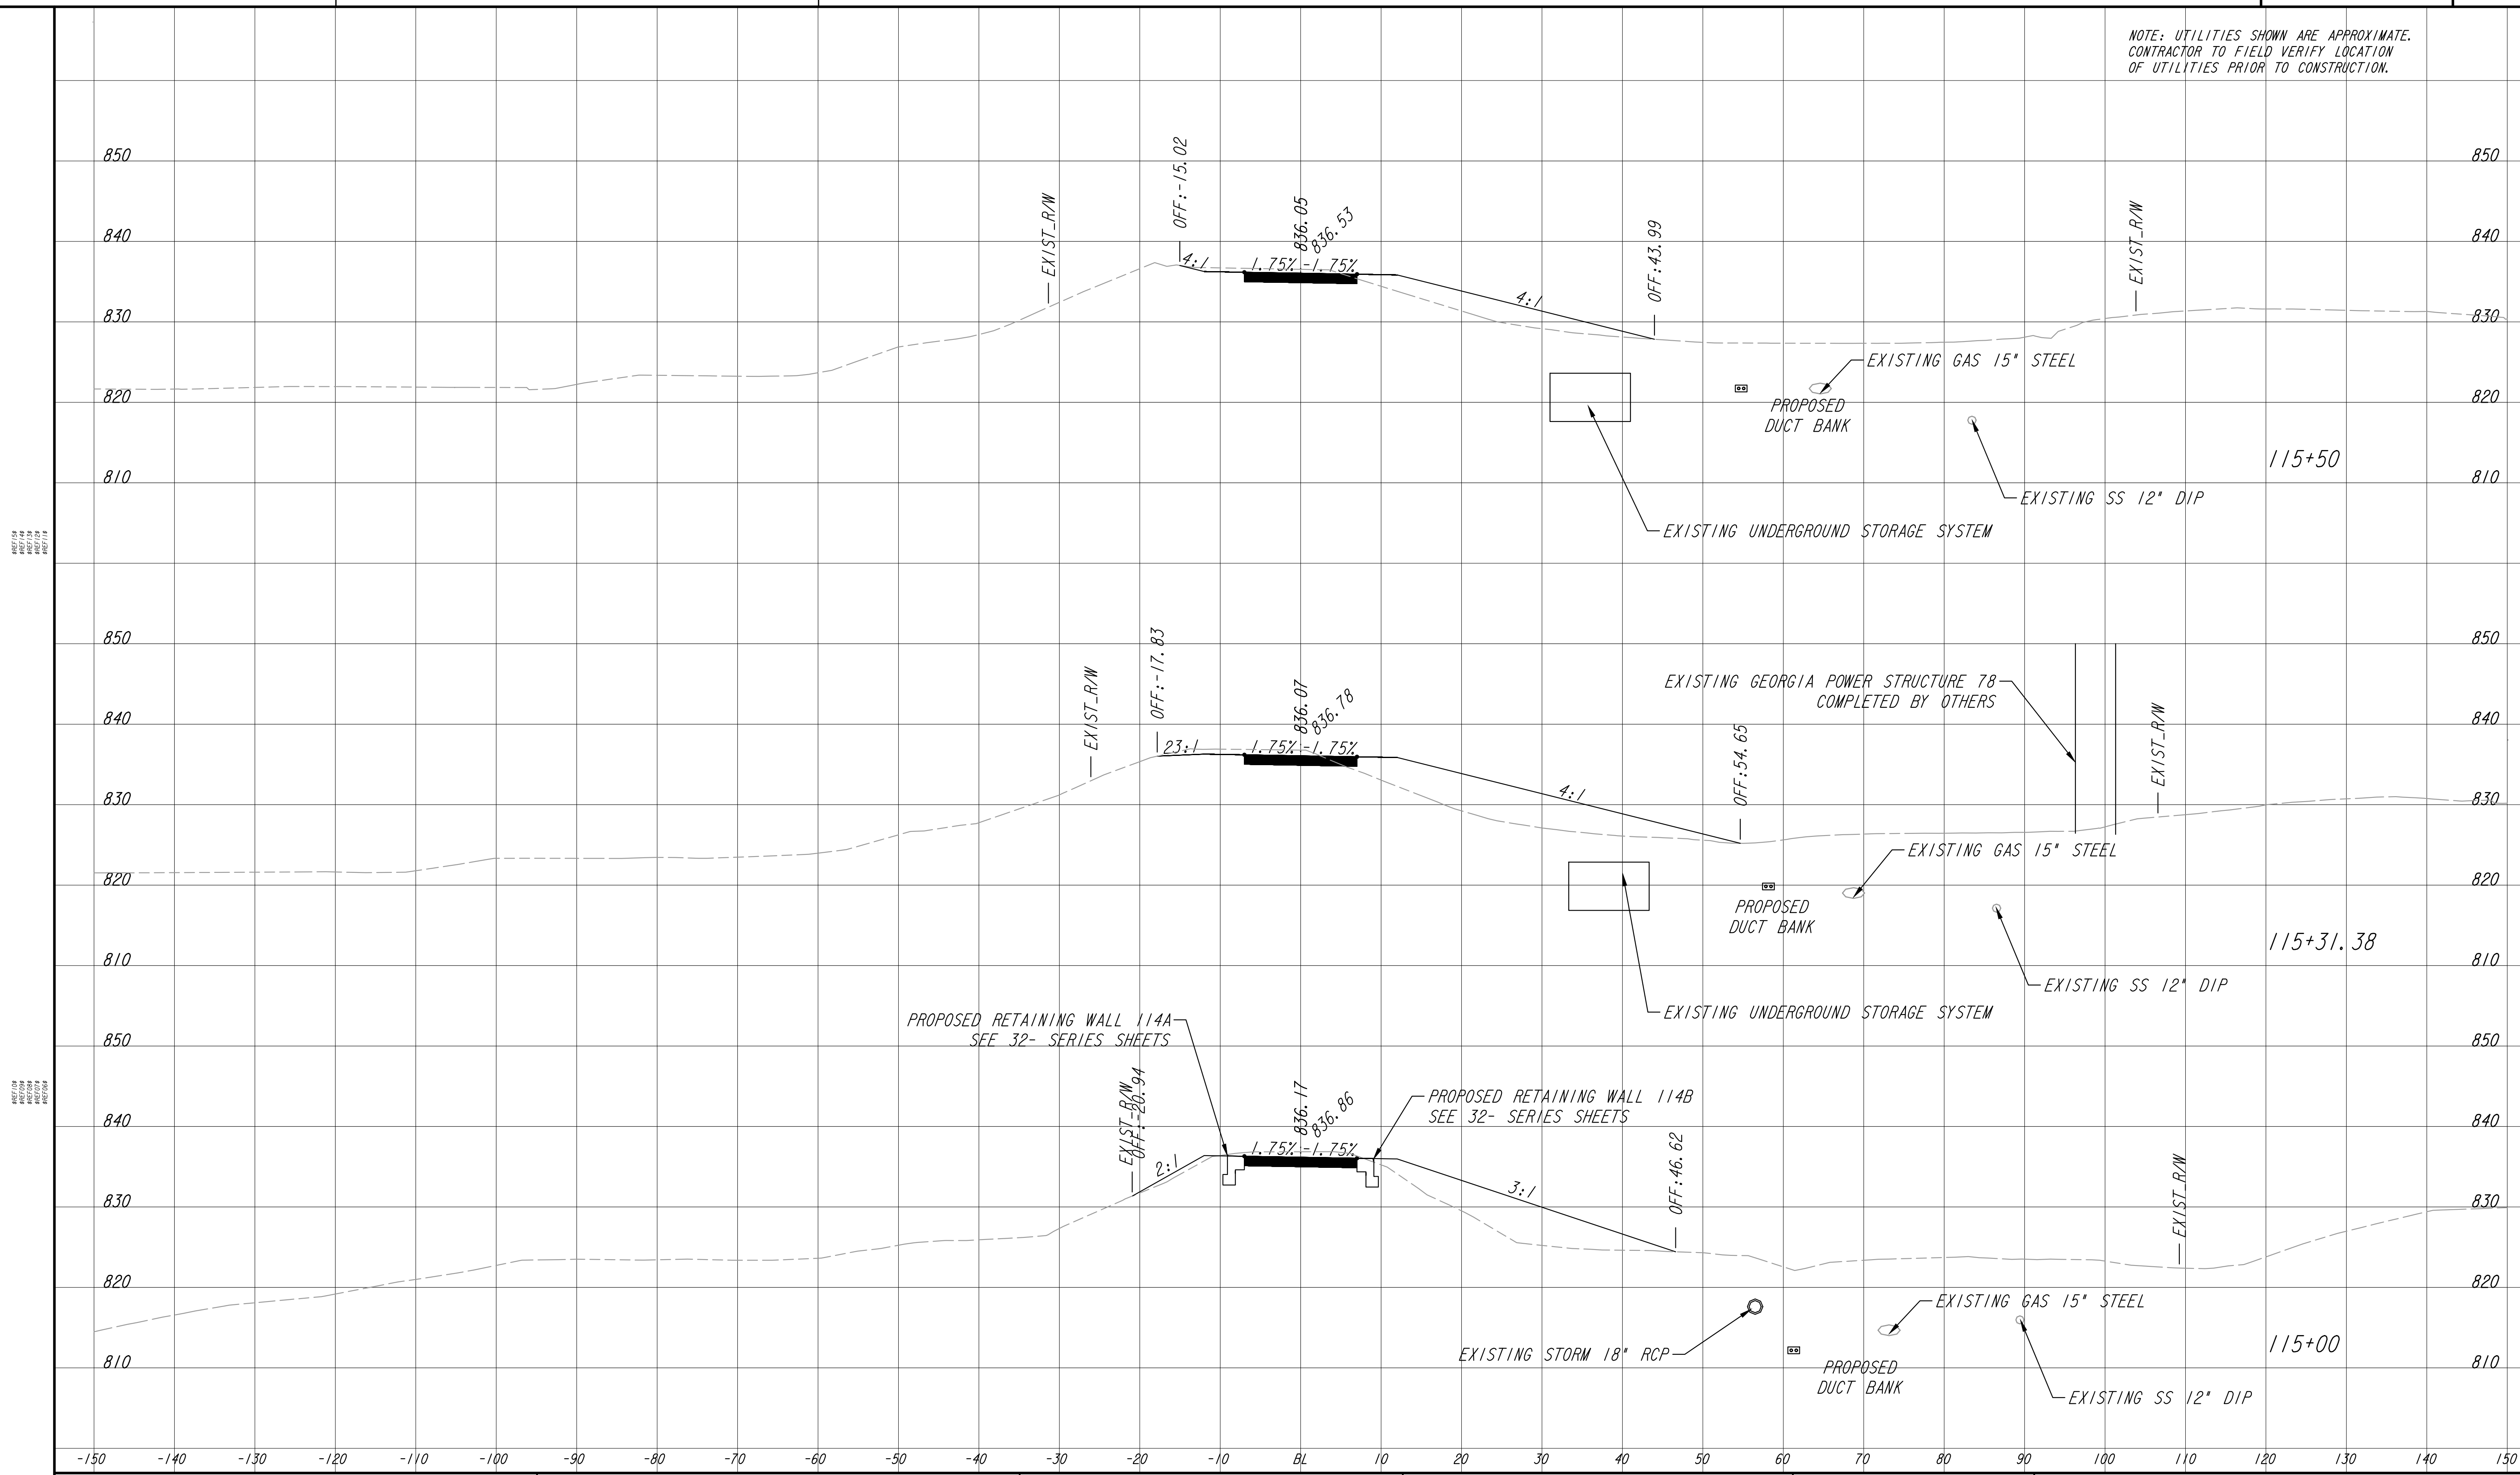 NOTE: UTILITIES SHOWN ARE APPROXIMATE.
CONTRACTOR TO FIELD VERIFY LOCATION
OF UTILITIES PRIOR TO CONSTRUCTION.
850
OFF:-15.02
850
EXIST_R/W
836.05
836.53
OFF:43.99
EXIST_R/W
840
840
4:1
1.75%
-1.75%
4:1
830
830
EXISTING GAS 15" STEEL
820
PROPOSED
DUCT BANK
820
810
115+50
810
EXISTING SS 12" DIP
EXISTING UNDERGROUND STORAGE SYSTEM
$REF15$
$REF14$
$REF13$
$REF12$
$REF11$
850
OFF:-17.83
850
EXIST_R/W
836.07
836.78
EXISTING GEORGIA POWER STRUCTURE 78
COMPLETED BY OTHERS
EXIST_R/W
840
840
23:1
1.75%
-1.75%
4:1
OFF:54.65
830
830
EXISTING GAS 15" STEEL
820
PROPOSED
DUCT BANK
820
810
115+31.38
810
EXISTING SS 12" DIP
EXISTING UNDERGROUND STORAGE SYSTEM
PROPOSED RETAINING WALL 114A
SEE 32- SERIES SHEETS
850
850
$REF10$
$REF09$
$REF08$
$REF07$
$REF06$
EXIST_R/W
OFF:-20.94
836.17
836.86
PROPOSED RETAINING WALL 114B
SEE 32- SERIES SHEETS
840
840
2:1
1.75%
-1.75%
3:1
OFF:46.62
EXIST_R/W
830
830
820
820
EXISTING GAS 15" STEEL
EXISTING STORM 18" RCP
115+00
810
PROPOSED
DUCT BANK
810
EXISTING SS 12" DIP
-150 -140 -130 -120 -110 -100 -90 -80 -70 -60 -50 -40 -30 -20 -10 BL 10 20 30 40 50 60 70 80 90 100 110 120 130 140 150